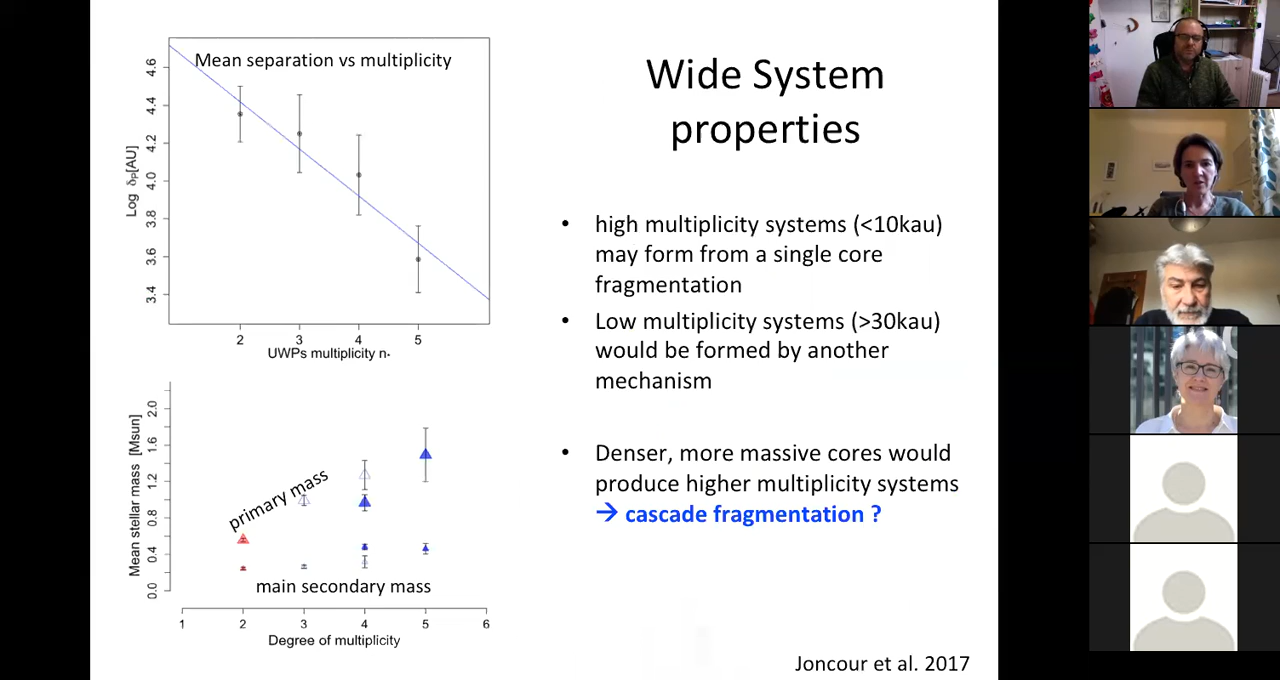 Mean separation vs multiplicity
4.6
4.4
4.2
4.0
3.8
3.6
3.4
Log δP[AU]
2 3 4 5
UWPs multiplicity n*
Mean stellar mass [Msun]
2.0
1.6
1.2
0.8
0.4
0.0
primary mass
main secondary mass
1 2 3 4 5 6
Degree of multiplicity
Wide System
properties
• high multiplicity systems (<10kau)
may form from a single core
fragmentation
• Low multiplicity systems (>30kau)
would be formed by another
mechanism
• Denser, more massive cores would
produce higher multiplicity systems
→ cascade fragmentation ?
Joncour et al. 2017